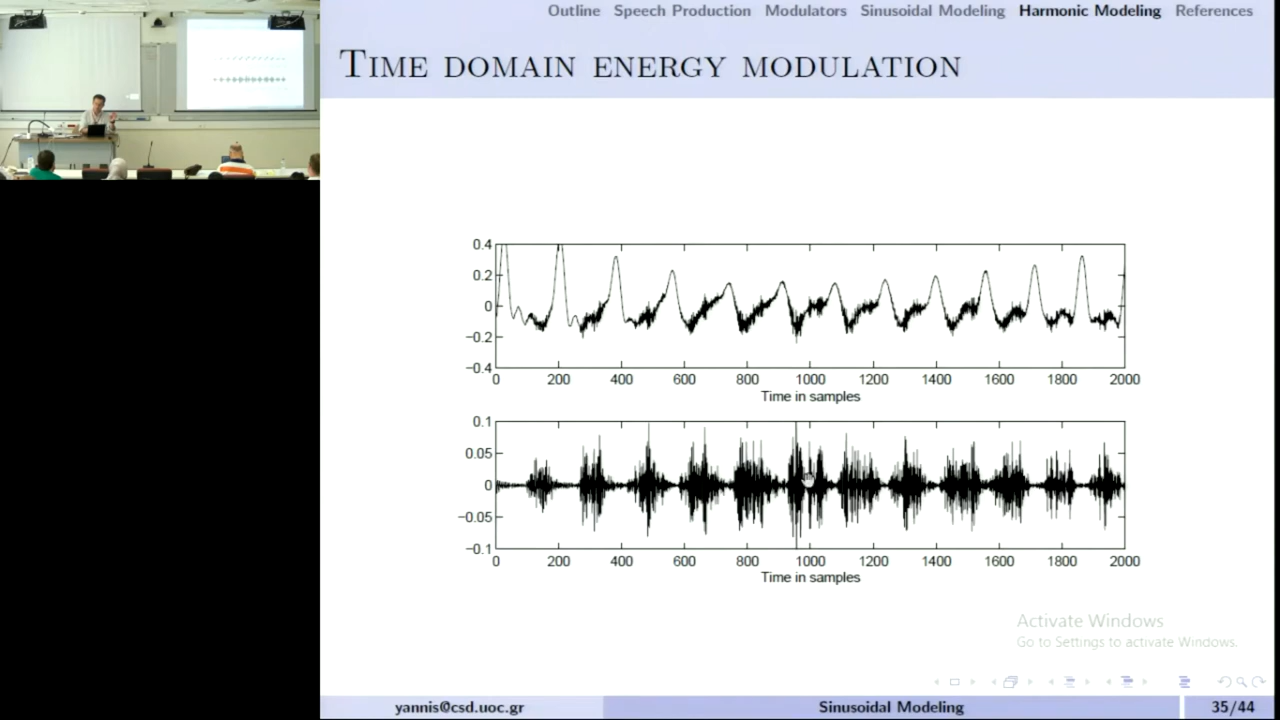 Outline Speech Production Modulators Sinusoidal Modeling Harmonic Modeling References
Time domain energy modulation
0.4
0.2
0
−0.2
−0.4
0 200 400 600 800 1000 1200 1400 1600 1800 2000
Time in samples
0.1
0.05
0
−0.05
−0.1
0 200 400 600 800 1000 1200 1400 1600 1800 2000
Time in samples
Activate Windows
Go to Settings to activate Windows.
yannis@csd.uoc.gr Sinusoidal Modeling 35/44